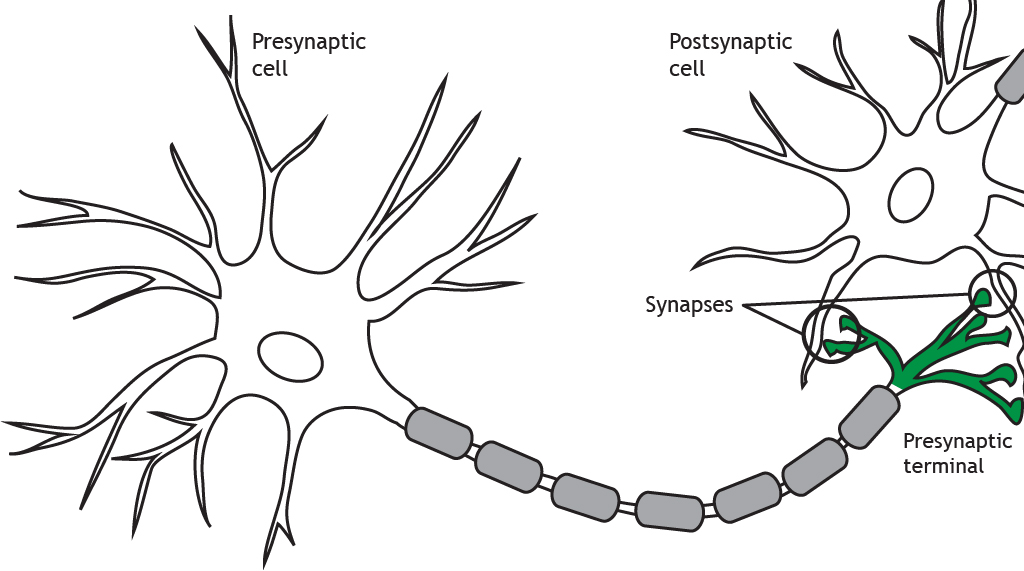 Presynaptic
cell
Postsynaptic
cell
Synapses
Presynaptic
terminal